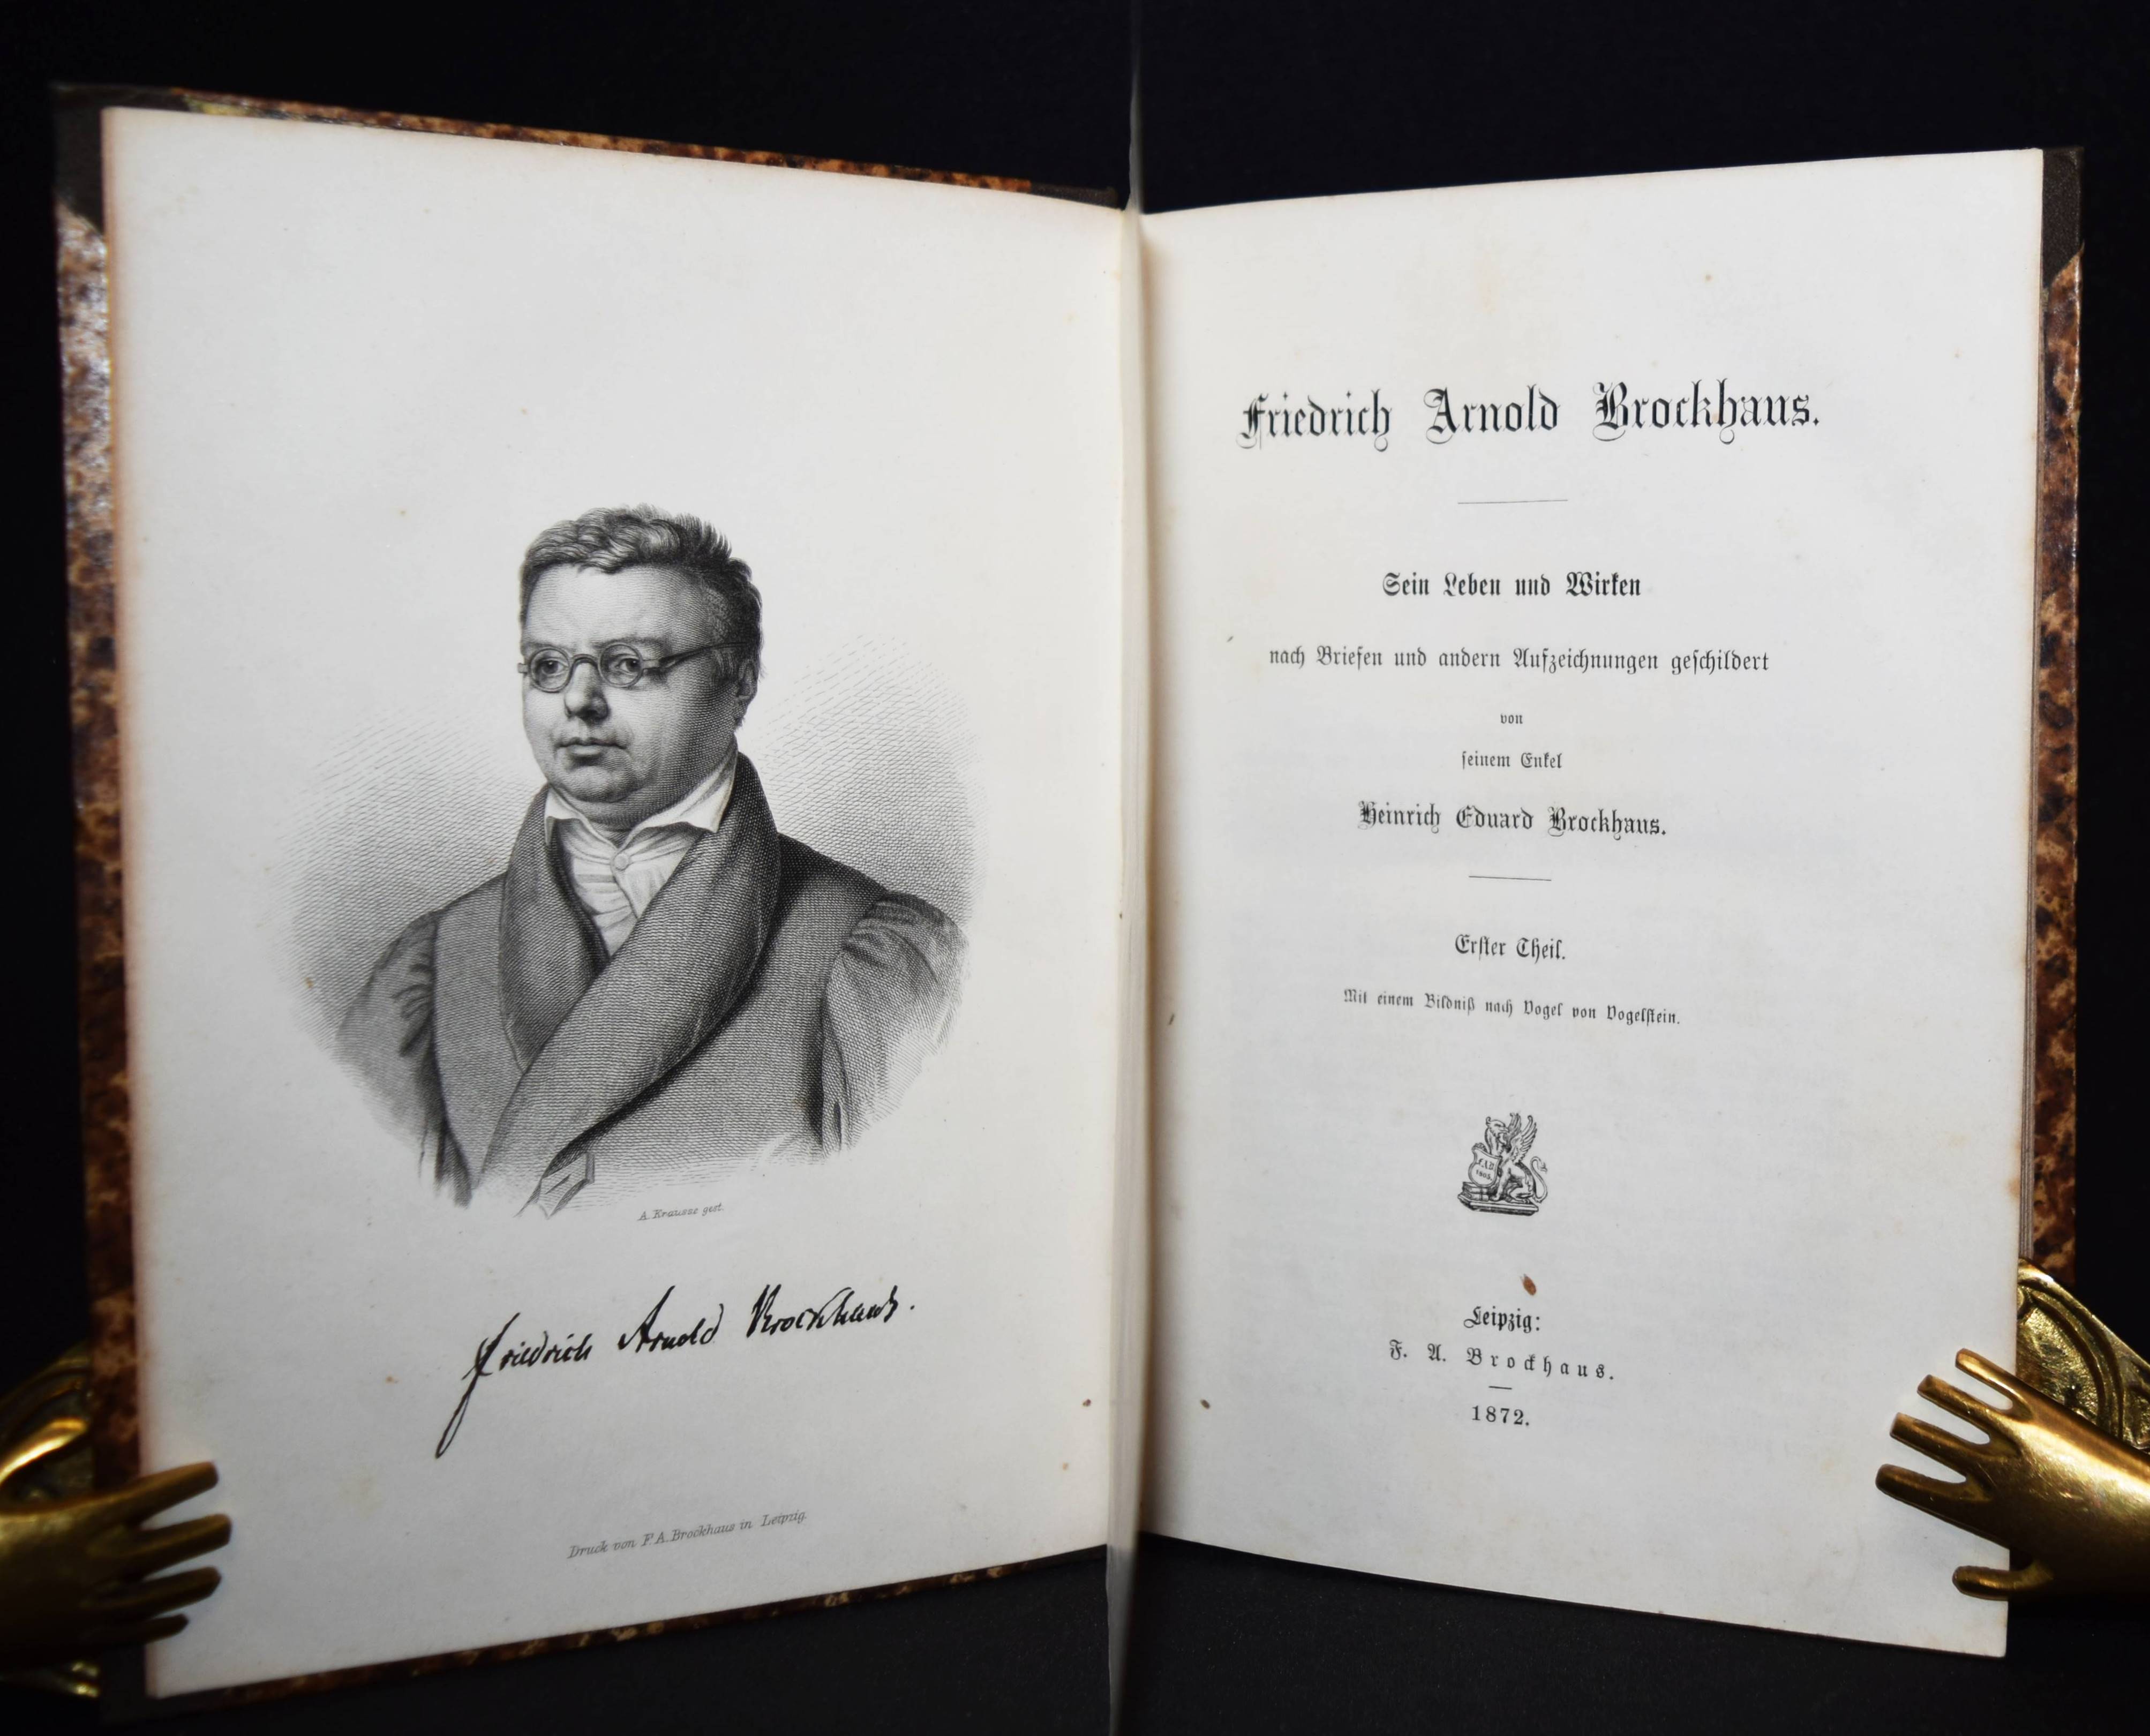 A. Krausse gest.
Friedrich Arnold Brockhaus.
Druck von F. A. Brockhaus in Leipzig.
Friedrich Arnold Brockhaus.
Sein Leben und Wirken
nach Briefen und andern Aufzeichnungen geschildert
von
seinem Enkel
Heinrich Eduard Brockhaus.
Erster Theil.
Mit einem Bildniß nach Vogel von Vogelstein.
F.A.B.
1805.
Leipzig:
F. A. Brockhaus.
1872.